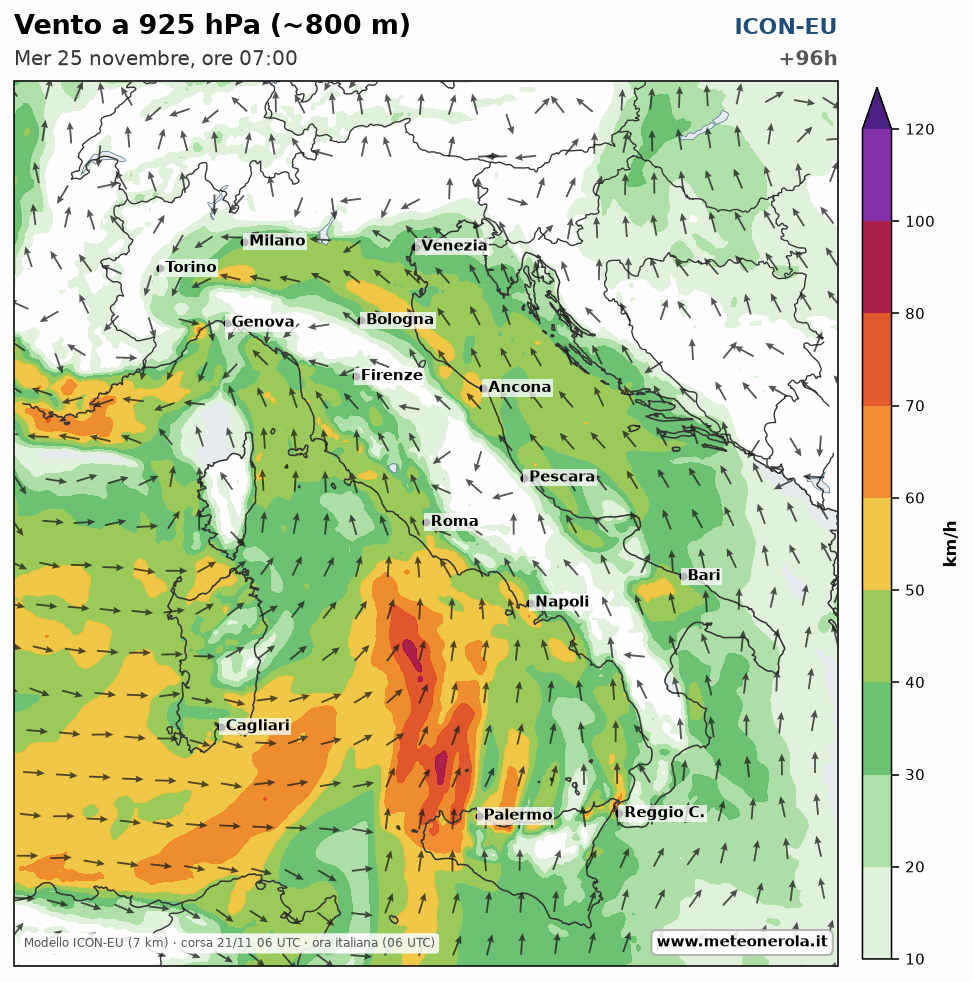 Vento a 925 hPa (~800 m)
ICON-EU
Mer 25 novembre, ore 07:00
+96h
120
100
80
70
60
50
40
30
20
10
km/h
Milano
Venezia
Torino
Bologna
Genova
Firenze
Ancona
Pescara
Roma
Bari
Napoli
Cagliari
Palermo
Reggio C.
Modello ICON-EU (7 km) · corsa 21/11 06 UTC · ora italiana (06 UTC)
www.meteonerola.it